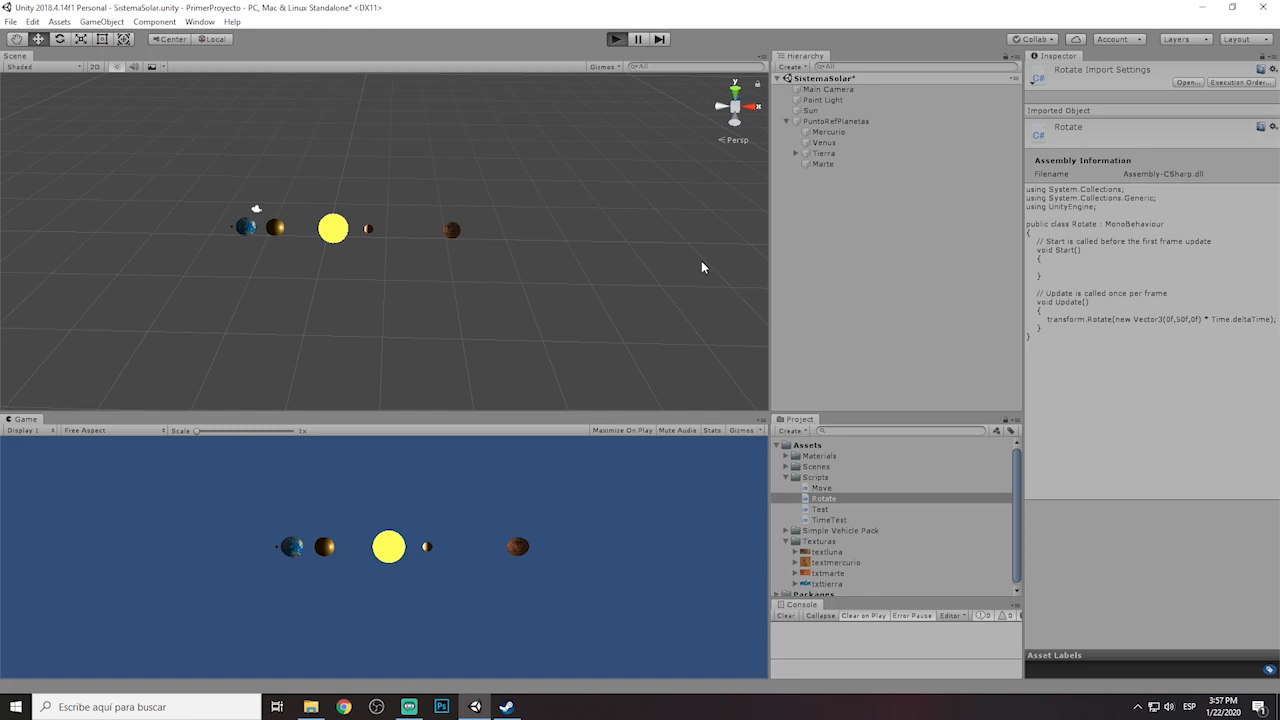 Unity 2018.4.14f1 Personal - SistemaSolar.unity - PrimerProyecto - PC, Mac & Linux Standalone* <DX11>
File Edit Assets GameObject Component Window Help
Center Local Collab Account Layers Layout
Scene
Shaded 2D Gizmos All
y
x
Persp
Hierarchy
Create All
SistemaSolar*
Main Camera
Point Light
Sun
PuntoRefPlanetas
Mercurio
Venus
Tierra
Marte
Inspector
C#
Rotate Import Settings
Open... Execution Order...
Imported Object
C#
Rotate
Assembly Information
Filename Assembly-CSharp.dll
using System.Collections;
using System.Collections.Generic;
using UnityEngine;
public class Rotate : MonoBehaviour
{
// Start is called before the first frame update
void Start()
{
}
// Update is called once per frame
void Update()
{
transform.Rotate(new Vector3(0f,50f,0f) * Time.deltaTime);
}
}
Game
Display 1 Free Aspect Scale 1x Maximize On Play Mute Audio Stats Gizmos
Project
Create
Assets
Materials
Scenes
Scripts
Move
Rotate
Test
TimeTest
Simple Vehicle Pack
Texturas
textluna
textmercurio
txtmarte
txttierra
Packages
Console
Clear Collapse Clear on Play Error Pause Editor 0 0
Asset Labels
Escribe aquí para buscar
Ps
ESP
3:57 PM
1/22/2020
1